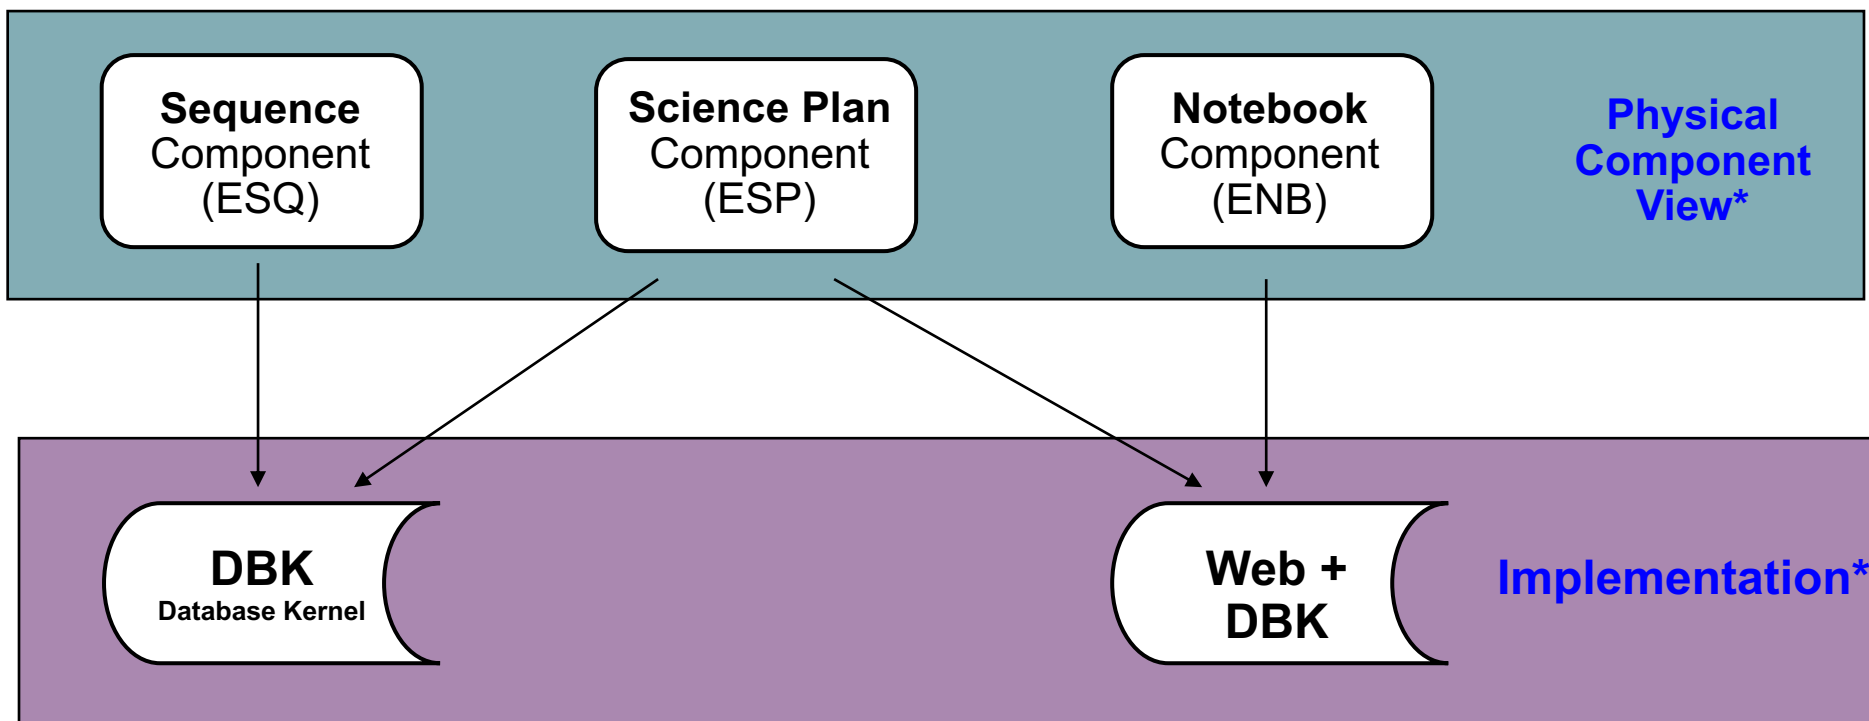 Sequence
Component
(ESQ)
Science Plan
Component
(ESP)
Notebook
Component
(ENB)
Physical
Component
View*
DBK
Database Kernel
Web +
DBK
Implementation*